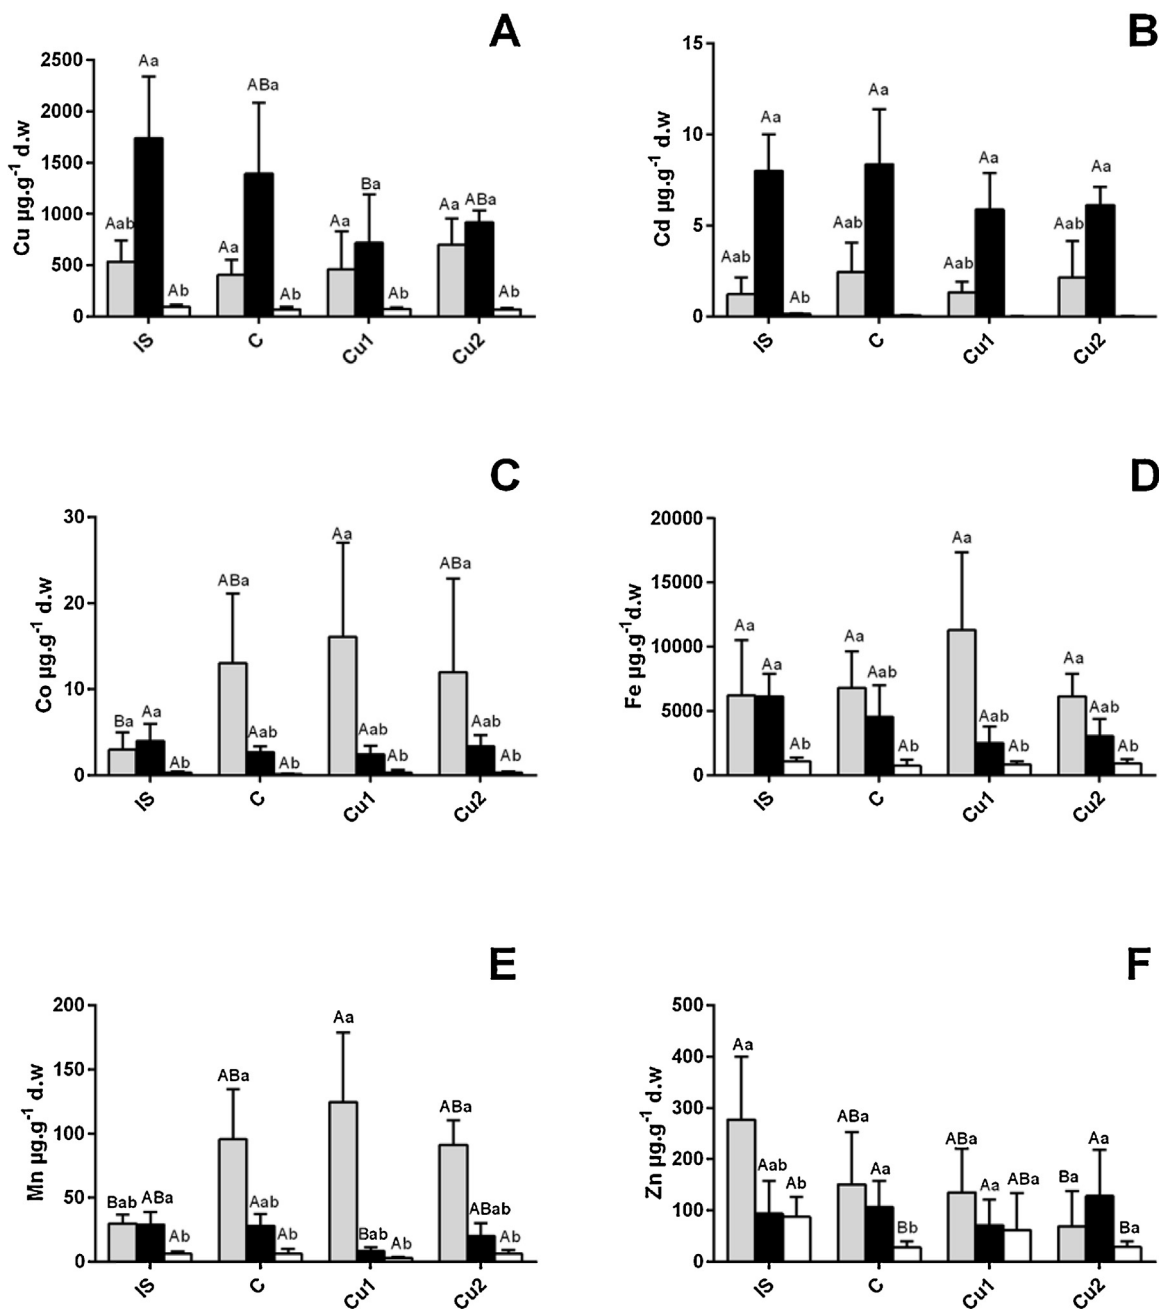 A
Cu µg.g-1 d.w
2500
2000
1500
1000
500
0
Aab Aa Ab
Aa ABa Ab
Aa Ba Ab
Aa ABa Ab
IS C Cu1 Cu2
B
Cd µg.g-1 d.w
15
10
5
0
Aab Aa Ab
Aab Aa
Aab Aa
Aab Aa
IS C Cu1 Cu2
C
Co µg.g-1 d.w
30
20
10
0
Ba Aa Ab
ABa Aab Ab
Aa Aab Ab
ABa Aab Ab
IS C Cu1 Cu2
D
Fe µg.g-1d.w
20000
15000
10000
5000
0
Aa Aa Ab
Aa Aab Ab
Aa Aab Ab
Aa Aab Ab
IS C Cu1 Cu2
E
Mn µg.g-1 d.w
200
150
100
50
0
Bab ABa Ab
ABa Aab Ab
Aa Bab Ab
ABa ABab Ab
IS C Cu1 Cu2
F
Zn µg.g-1 d.w
500
400
300
200
100
0
Aa Aab Ab
ABa Aa Bb
ABa Aa ABa
Ba Aa Ba
IS C Cu1 Cu2